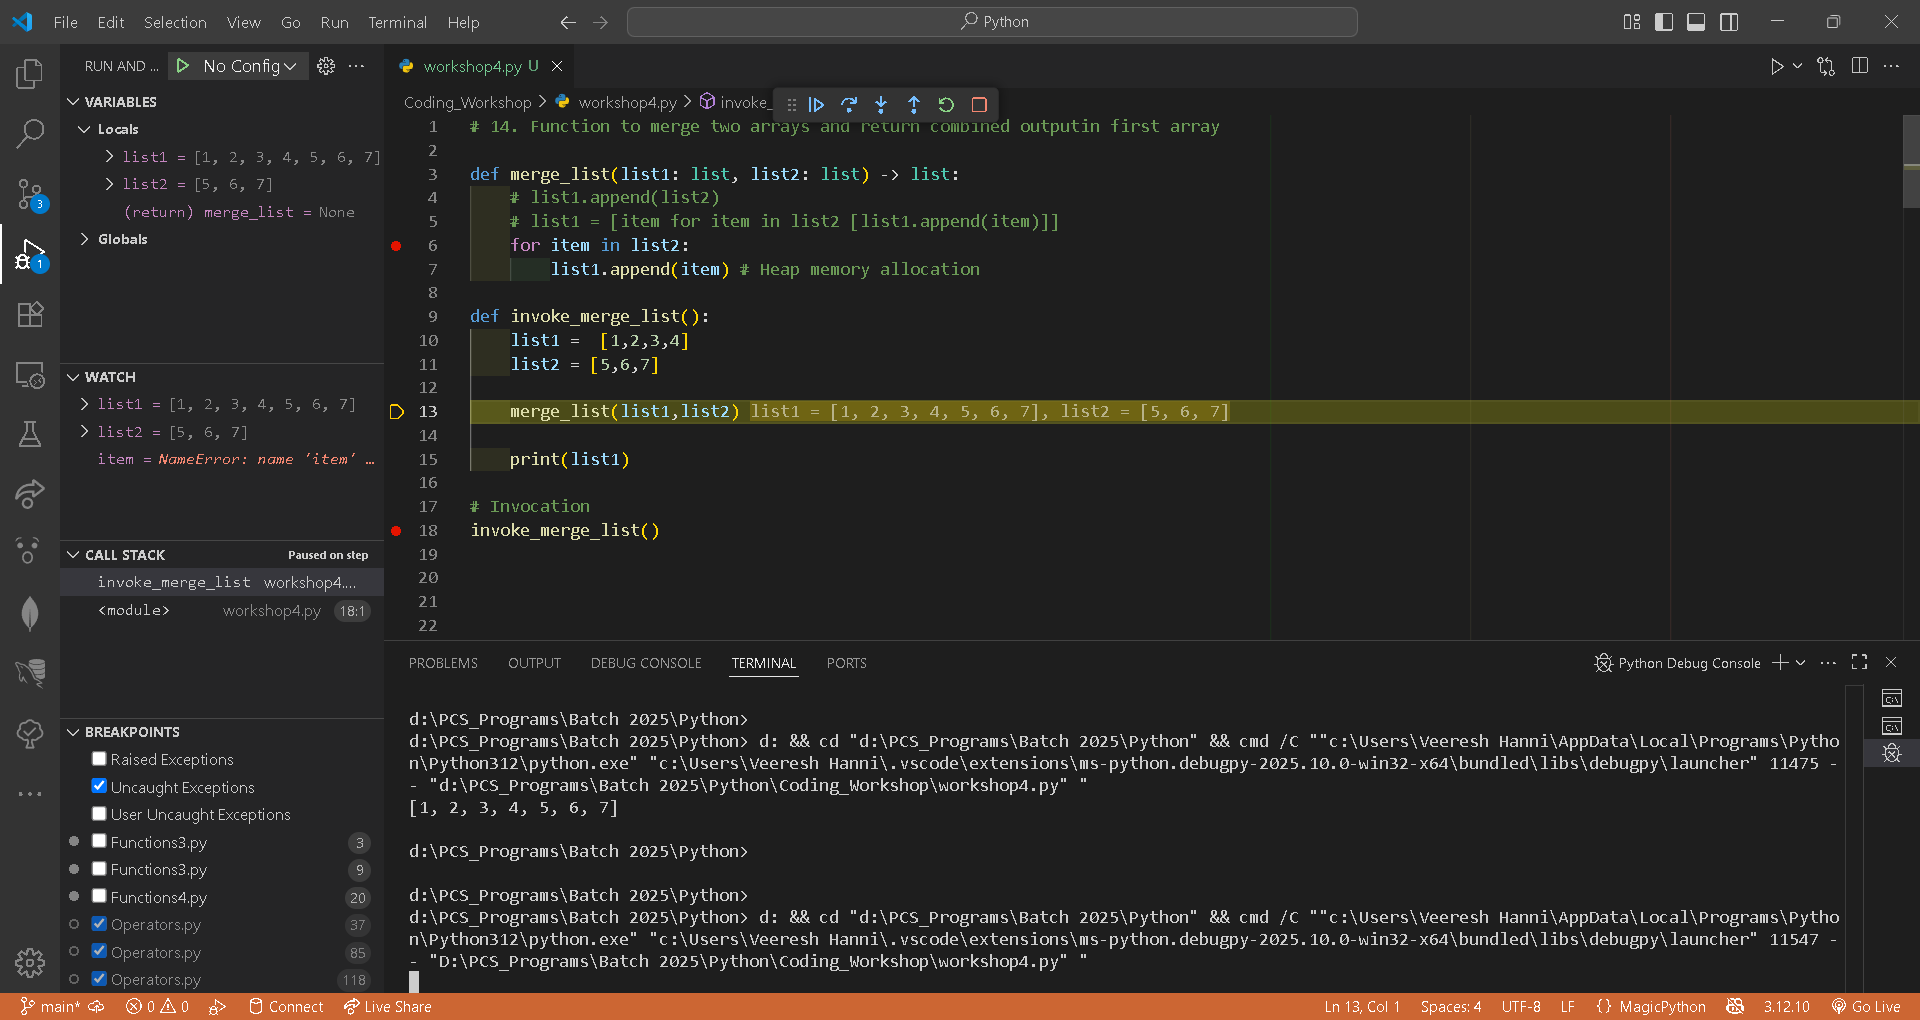 File Edit Selection View Go Run Terminal Help
Python
RUN AND ... No Config
workshop4.py U
VARIABLES
Locals
list1 = [1, 2, 3, 4, 5, 6, 7]
list2 = [5, 6, 7]
(return) merge_list = None
Globals
WATCH
list1 = [1, 2, 3, 4, 5, 6, 7]
list2 = [5, 6, 7]
item = NameError: name 'item' ...
CALL STACK Paused on step
invoke_merge_list workshop4....
<module> workshop4.py 18:1
BREAKPOINTS
Raised Exceptions
Uncaught Exceptions
User Uncaught Exceptions
Functions3.py 3
Functions3.py 9
Functions4.py 20
Operators.py 37
Operators.py 85
Operators.py 118
3
1
Coding_Workshop > workshop4.py > invoke_
1 # 14. Function to merge two arrays and return combined outputin first array
2
3 def merge_list(list1: list, list2: list) -> list:
4 # list1.append(list2)
5 # list1 = [item for item in list2 [list1.append(item)]]
6 for item in list2:
7 list1.append(item) # Heap memory allocation
8
9 def invoke_merge_list():
10 list1 =  [1,2,3,4]
11 list2 = [5,6,7]
12
13 merge_list(list1,list2) list1 = [1, 2, 3, 4, 5, 6, 7], list2 = [5, 6, 7]
14
15 print(list1)
16
17 # Invocation
18 invoke_merge_list()
19
20
21
22
PROBLEMS OUTPUT DEBUG CONSOLE TERMINAL PORTS
Python Debug Console
d:\PCS_Programs\Batch 2025\Python>
d:\PCS_Programs\Batch 2025\Python> d: && cd "d:\PCS_Programs\Batch 2025\Python" && cmd /C ""c:\Users\Veeresh Hanni\AppData\Local\Programs\Pytho
n\Python312\python.exe" "c:\Users\Veeresh Hanni\.vscode\extensions\ms-python.debugpy-2025.10.0-win32-x64\bundled\libs\debugpy\launcher" 11475 -
- "d:\PCS_Programs\Batch 2025\Python\Coding_Workshop\workshop4.py" "
[1, 2, 3, 4, 5, 6, 7]
d:\PCS_Programs\Batch 2025\Python>
d:\PCS_Programs\Batch 2025\Python>
d:\PCS_Programs\Batch 2025\Python> d: && cd "d:\PCS_Programs\Batch 2025\Python" && cmd /C ""c:\Users\Veeresh Hanni\AppData\Local\Programs\Pytho
n\Python312\python.exe" "c:\Users\Veeresh Hanni\.vscode\extensions\ms-python.debugpy-2025.10.0-win32-x64\bundled\libs\debugpy\launcher" 11547 -
- "D:\PCS_Programs\Batch 2025\Python\Coding_Workshop\workshop4.py" "
main* 0 0 Connect Live Share Ln 13, Col 1 Spaces: 4 UTF-8 LF {} MagicPython 3.12.10 Go Live